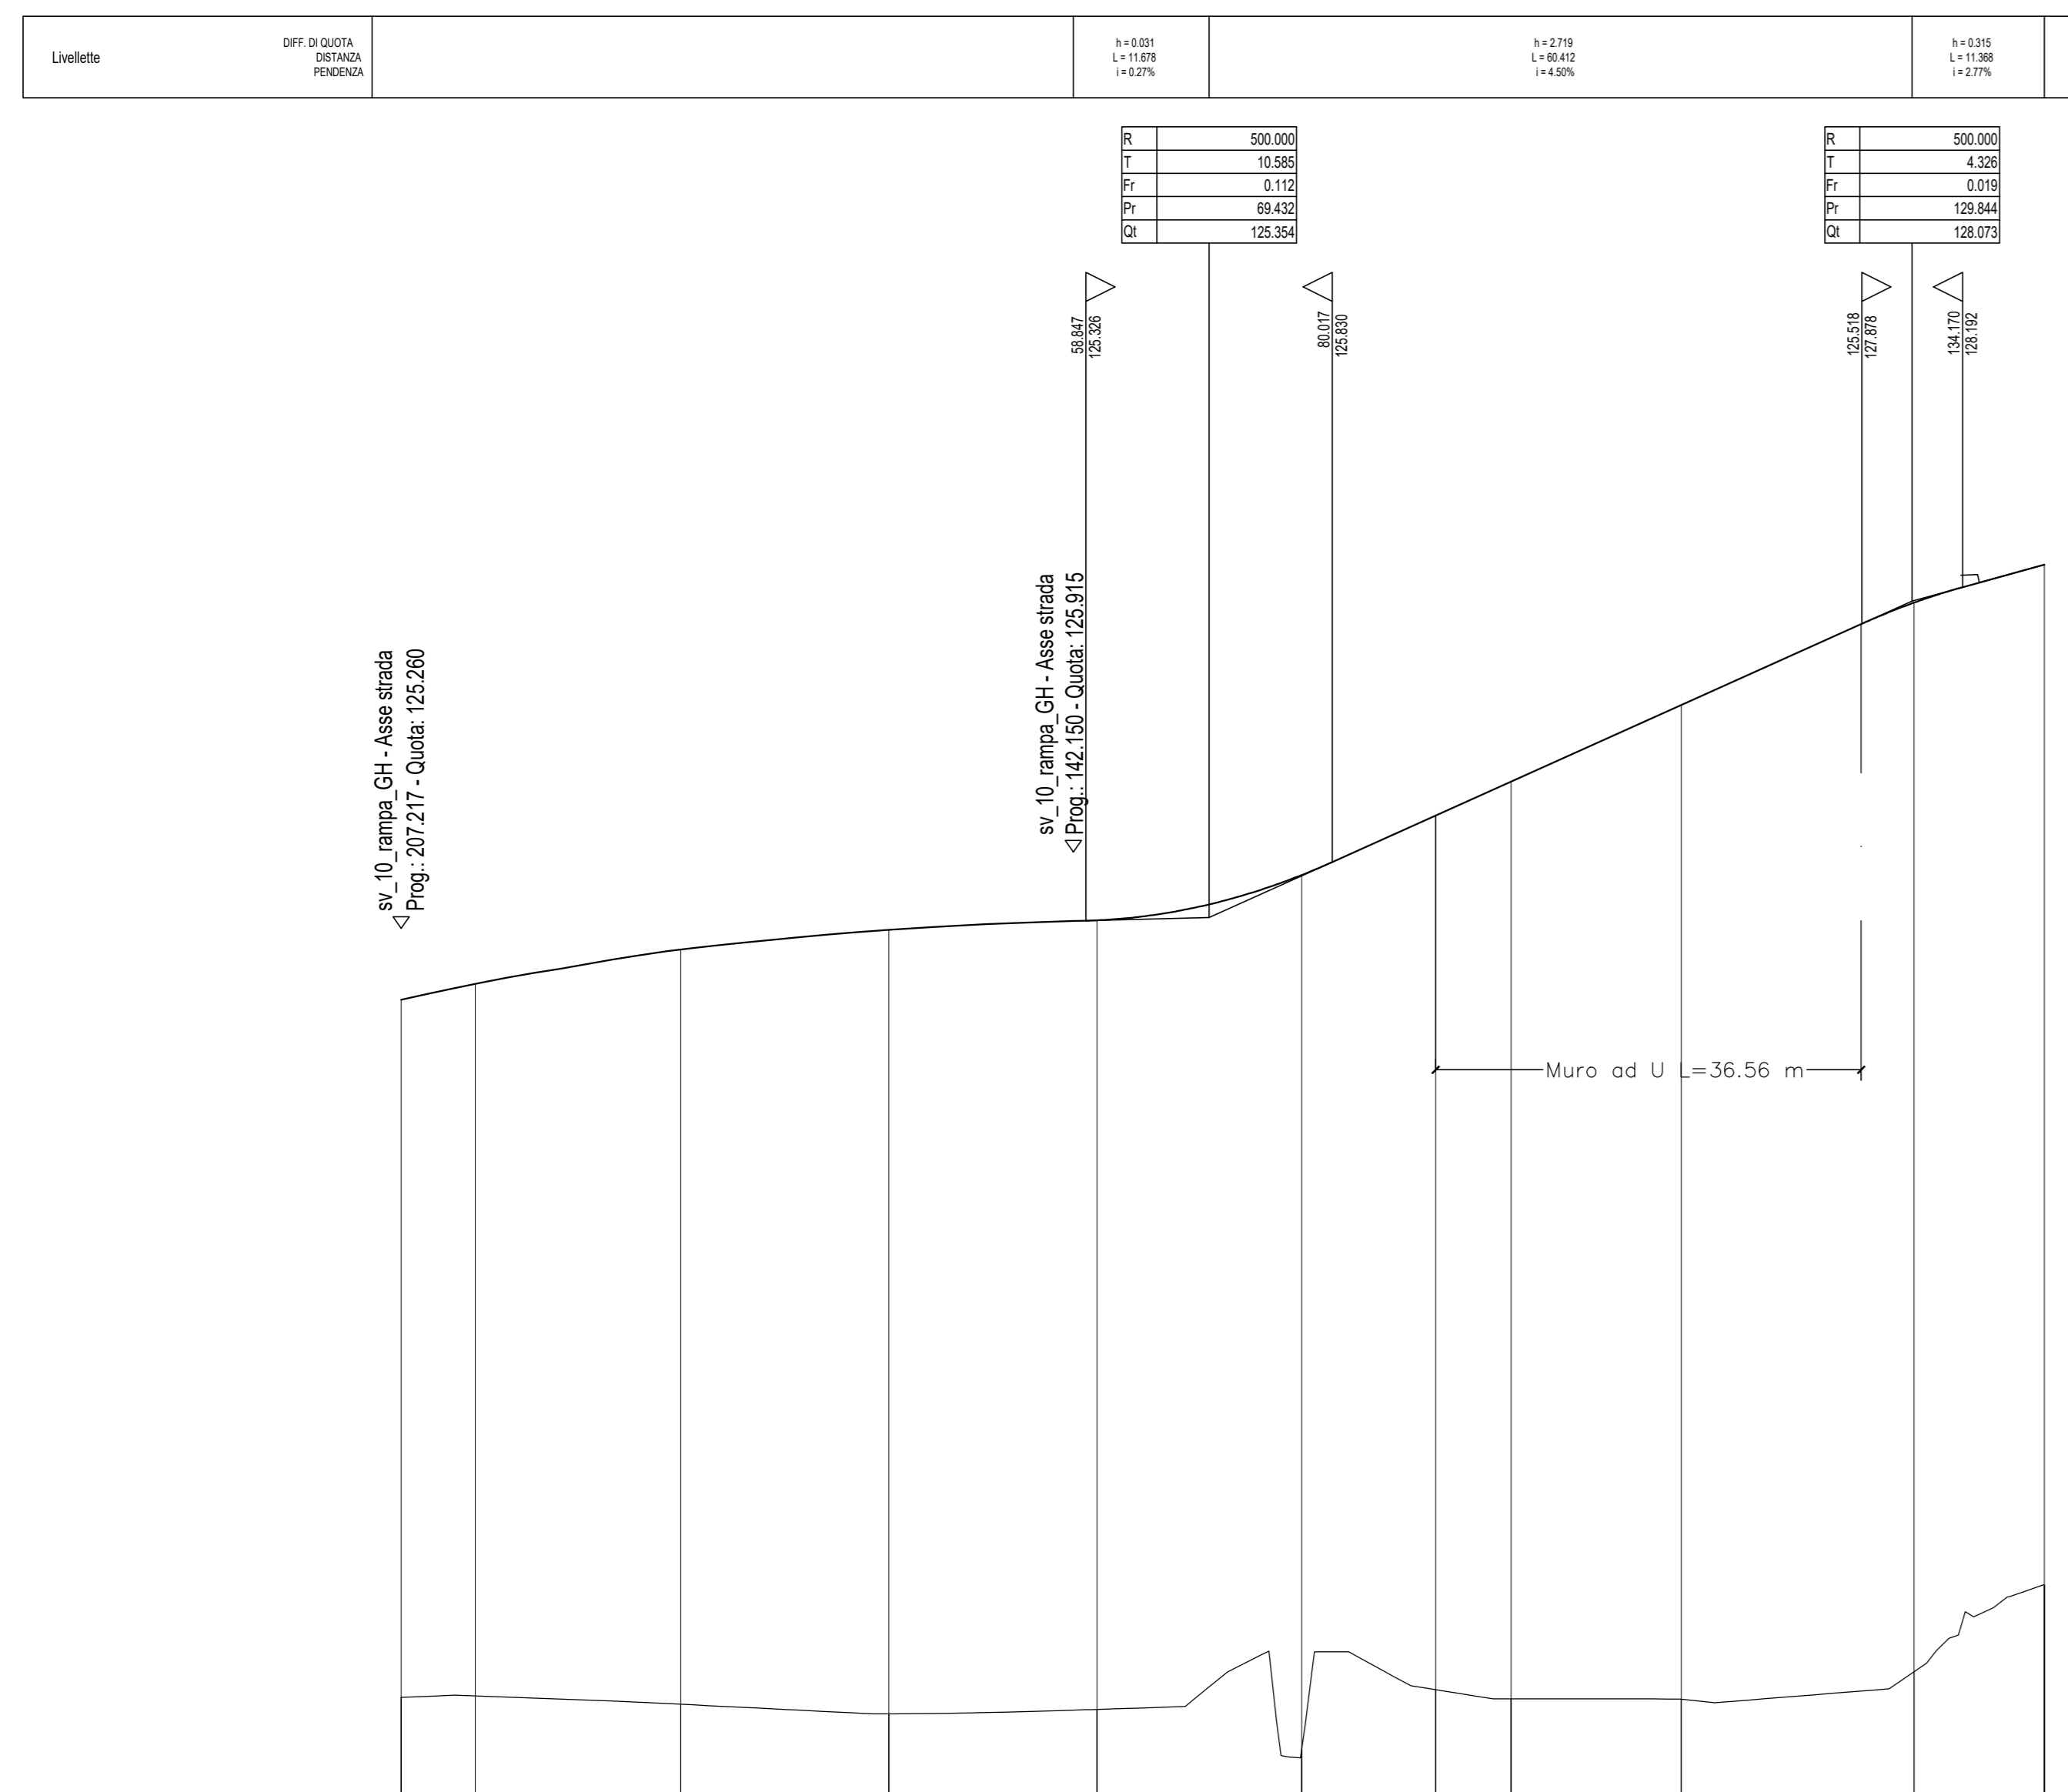 Livellette
DIFF. DI QUOTA
DISTANZA
PENDENZA
h = 0.031
L = 11.678
i = 0.27%
h = 2.719
L = 60.412
i = 4.50%
h = 0.315
L = 11.368
i = 2.77%
R 500.000
T 10.585
Fr 0.112
Pr 69.432
Qt 125.354
R 500.000
T 4.326
Fr 0.019
Pr 129.844
Qt 128.073
58.847
125.326
80.017
125.830
125.518
127.878
134.170
128.192
sv_10_rampa_GH - Asse strada
Prog.: 207.217 - Quota: 125.260
sv_10_rampa_GH - Asse strada
Prog.: 142.150 - Quota: 125.915
Muro ad U L=36.56 m